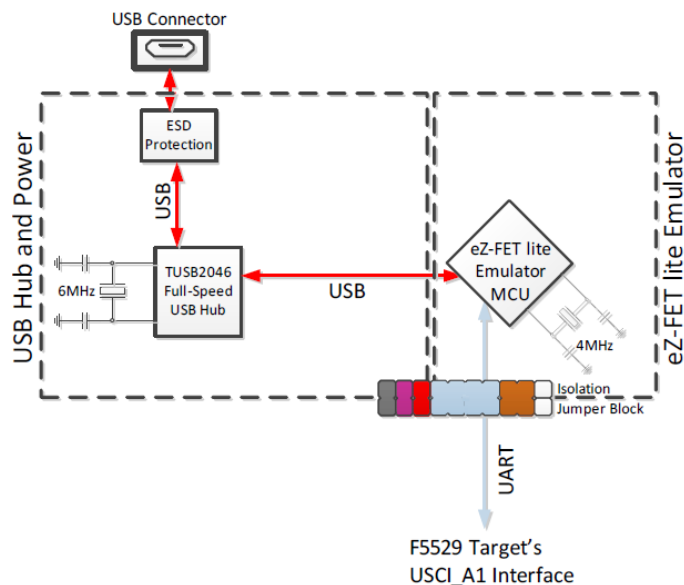 USB Connector
ESD
Protection
USB Hub and Power
USB
eZ-FET lite Emulator
eZ-FET lite
Emulator
MCU
TUSB2046
Full-Speed
USB Hub
6MHz
USB
4MHz
Isolation
Jumper Block
UART
F5529 Target's
USCI_A1 Interface